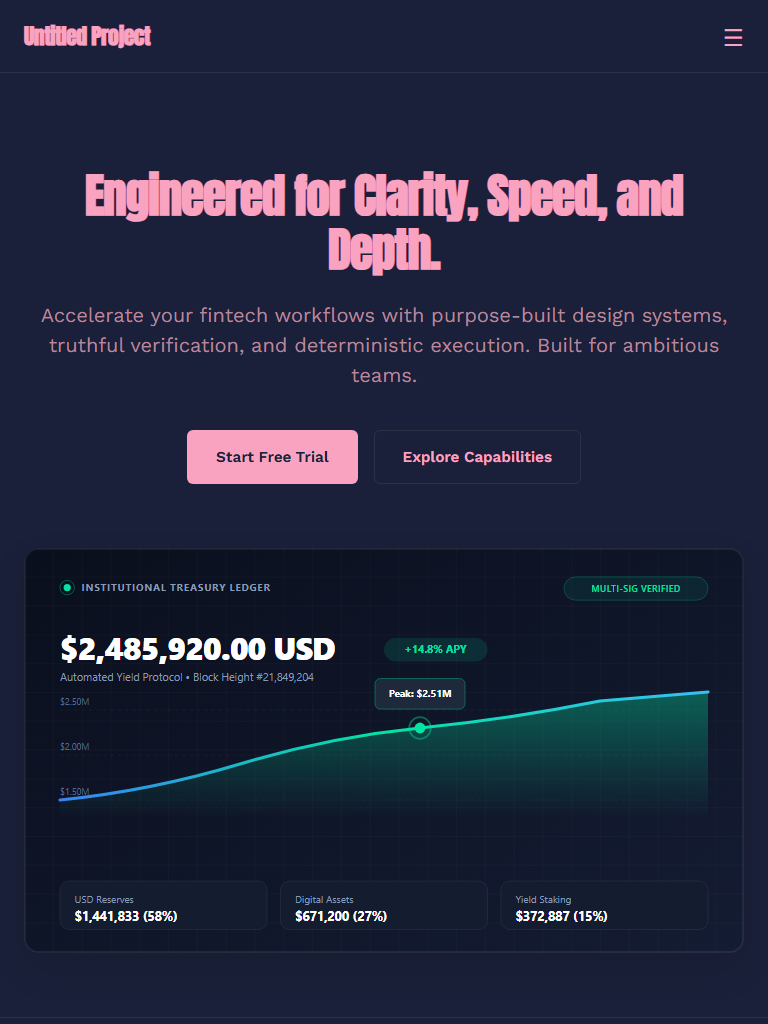 Untitled Project
Engineered for Clarity, Speed, and
Depth.
Accelerate your fintech workflows with purpose-built design systems,
truthful verification, and deterministic execution. Built for ambitious
teams.
Start Free Trial
Explore Capabilities
INSTITUTIONAL TREASURY LEDGER
MULTI-SIG VERIFIED
$2,485,920.00 USD
+14.8% APY
Automated Yield Protocol • Block Height #21,849,204
Peak: $2.51M
$2.50M
$2.00M
$1.50M
USD Reserves
$1,441,833 (58%)
Digital Assets
$671,200 (27%)
Yield Staking
$372,887 (15%)